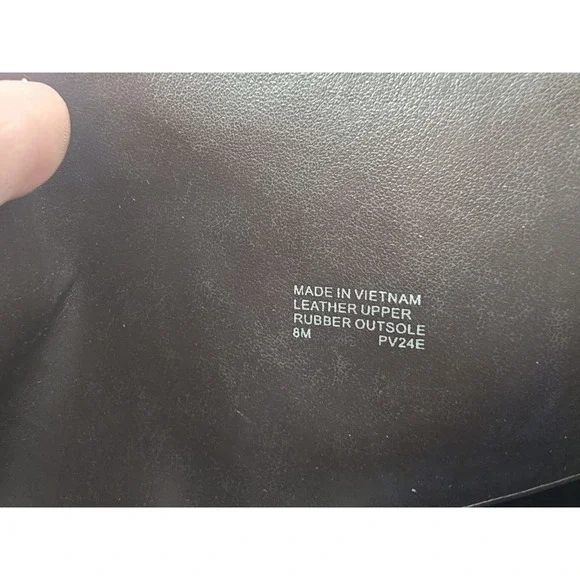 MADE IN VIETNAM
LEATHER UPPER
RUBBER OUTSOLE
8M PV24E